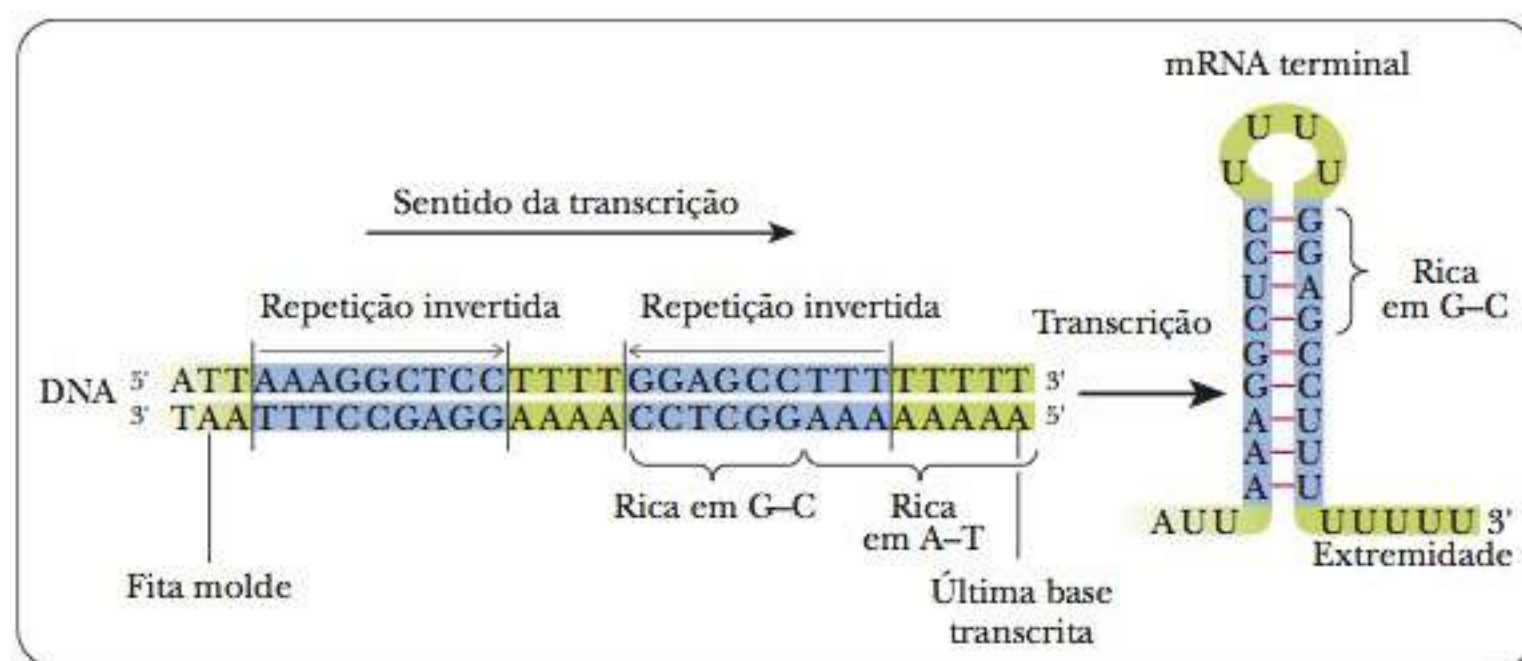 mRNA terminal
Sentido da transcrição
Repetição invertida
Repetição invertida
Transcrição
DNA
5' ATTAAAGGCTCCTTTTGGAGCCTTTTTTTT 3'
3' TAATTTCCGAGGAAAACCTCGGAAAAAAAA 5'
Rica em G–C
Rica
em A–T
Fita molde
Última base
transcrita
U U
U U
C G
C G
U A
C G
G C
G C
A U
A U
A U
Rica
em G–C
AUU UUUUU 3'
Extremidade